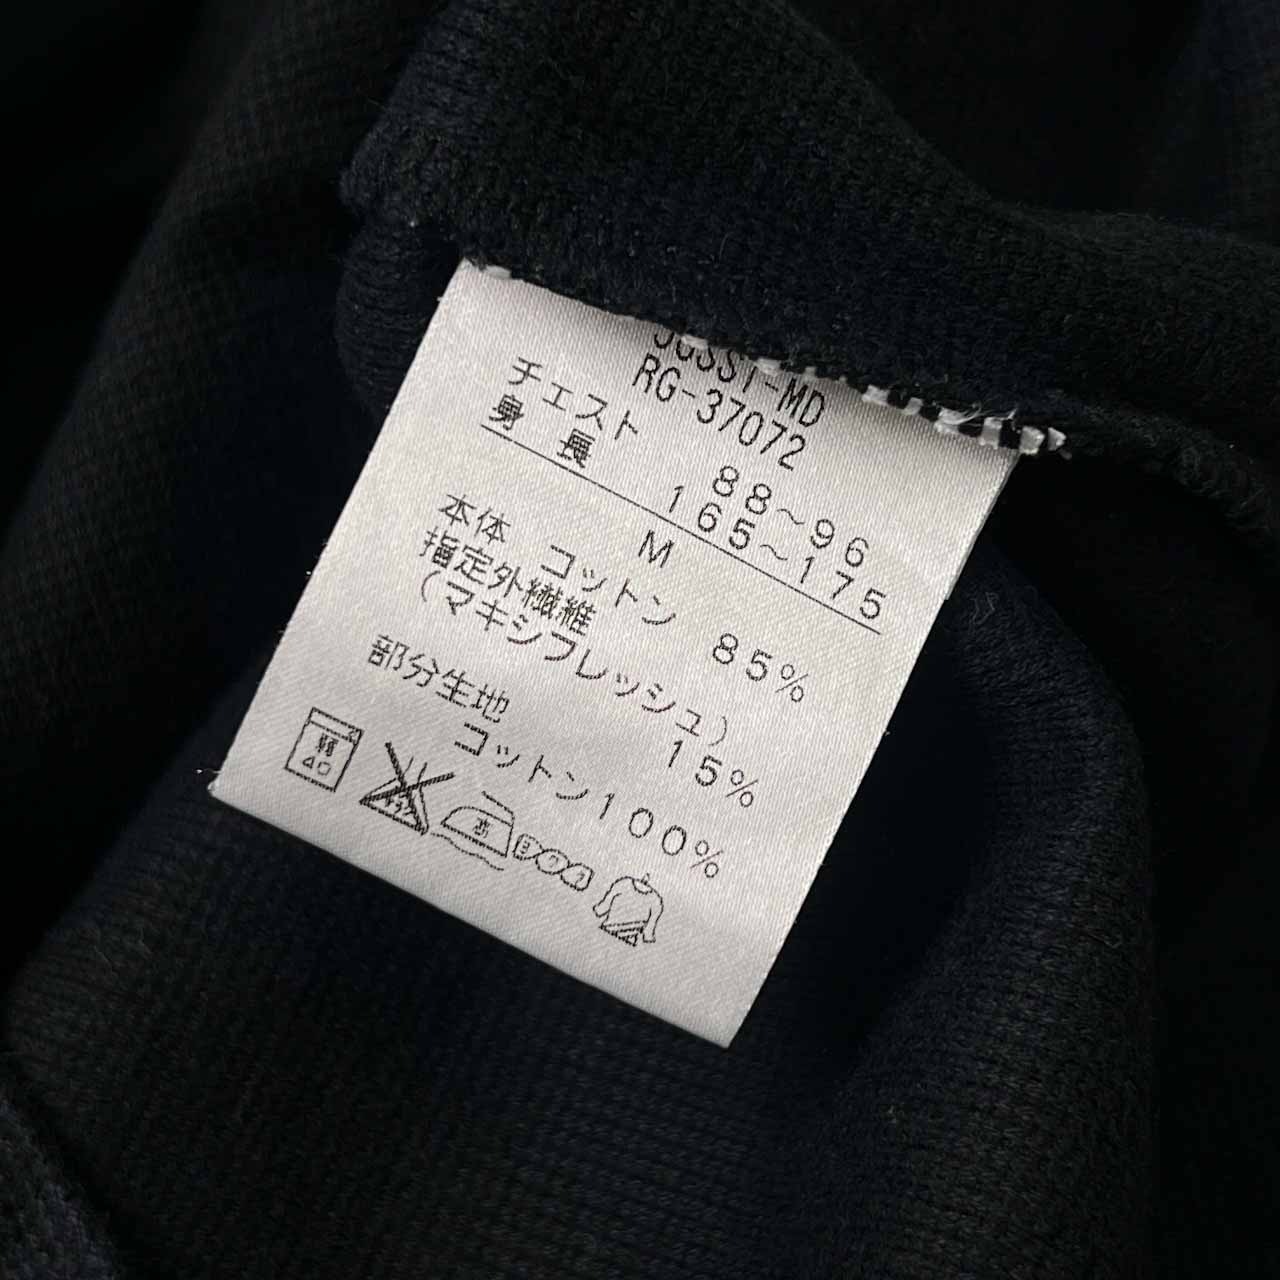 RG-37072
チェスト 88～96
身長 165～175
M
本体 コットン 85%
指定外繊維
(マキシフレッシュ) 15%
部分生地
コットン100%
弱
40